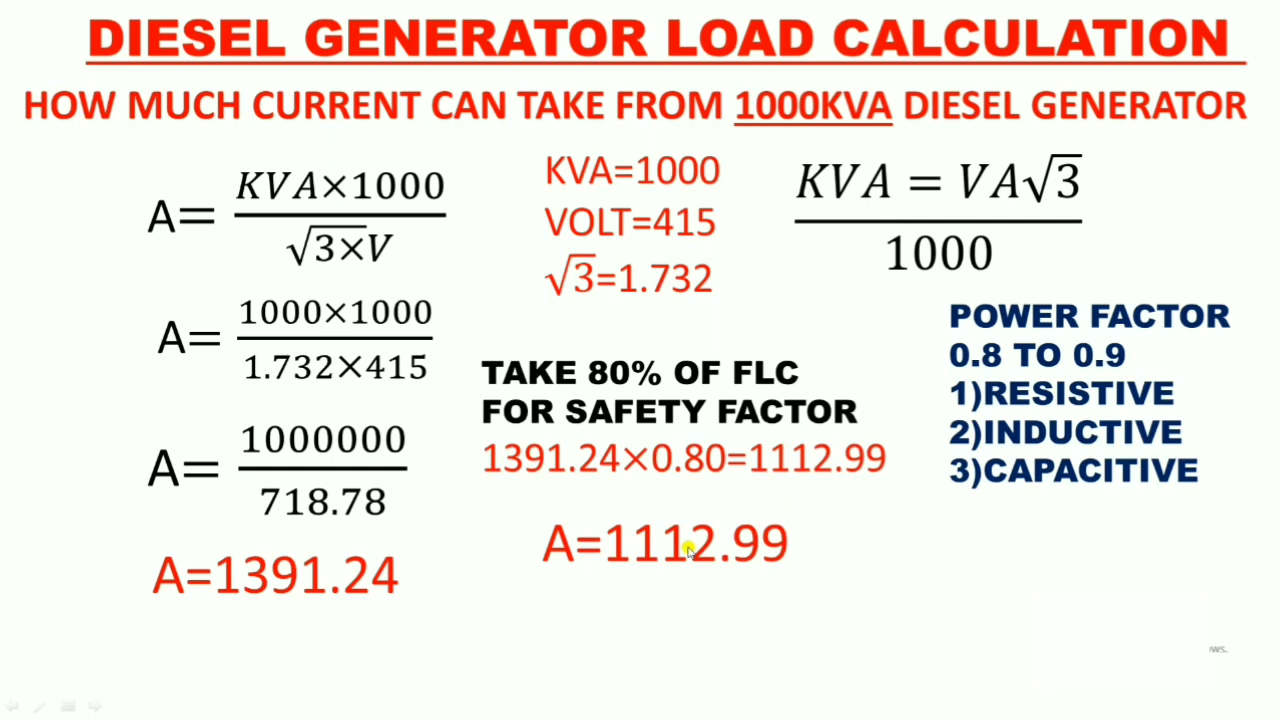 DIESEL GENERATOR LOAD CALCULATION
HOW MUCH CURRENT CAN TAKE FROM 1000KVA DIESEL GENERATOR
A= KVA×1000
√3×V
A= 1000×1000
1.732×415
A= 1000000
718.78
A=1391.24
KVA=1000
VOLT=415
√3=1.732
TAKE 80% OF FLC
FOR SAFETY FACTOR
1391.24×0.80=1112.99
A=1112.99
KVA = VA√3
1000
POWER FACTOR
0.8 TO 0.9
1)RESISTIVE
2)INDUCTIVE
3)CAPACITIVE